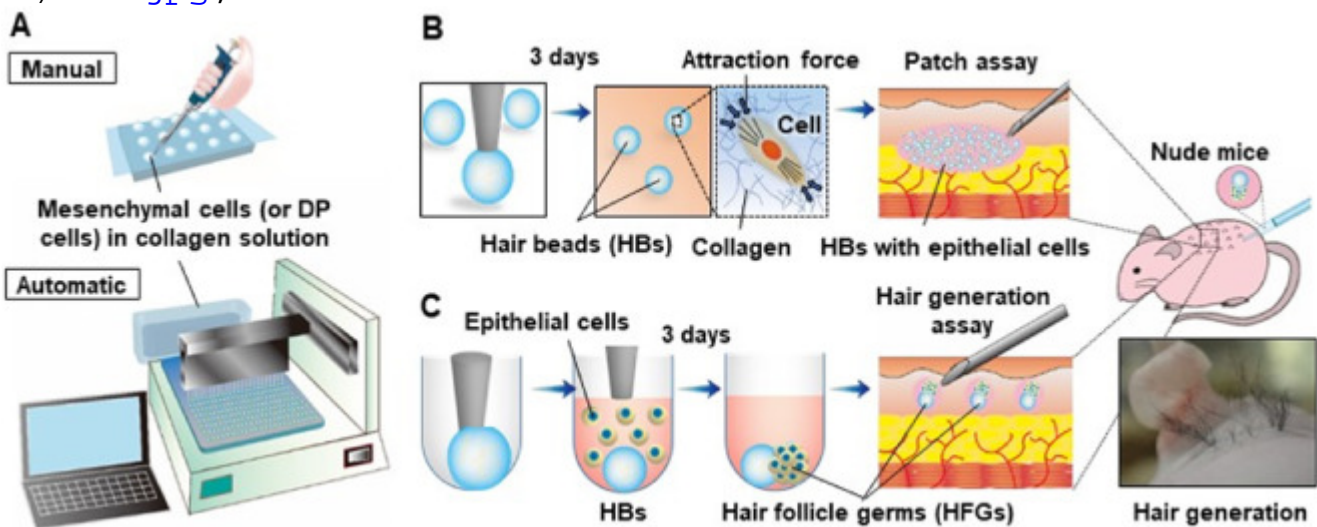 A
Manual
Mesenchymal cells (or DP
cells) in collagen solution
Automatic
B
3 days
Attraction force
Patch assay
Cell
Nude mice
Hair beads (HBs)
Collagen
HBs with epithelial cells
C
Epithelial cells
3 days
Hair generation
assay
HBs
Hair follicle germs (HFGs)
Hair generation